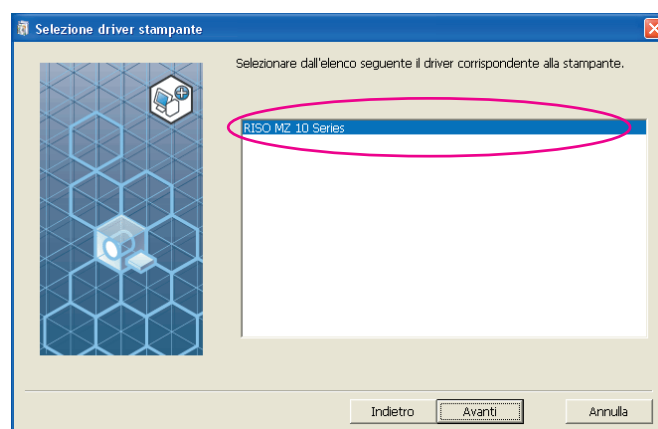 Selezione driver stampante
Selezionare dall'elenco seguente il driver corrispondente alla stampante.
RISO MZ 10 Series
Indietro
Avanti
Annulla